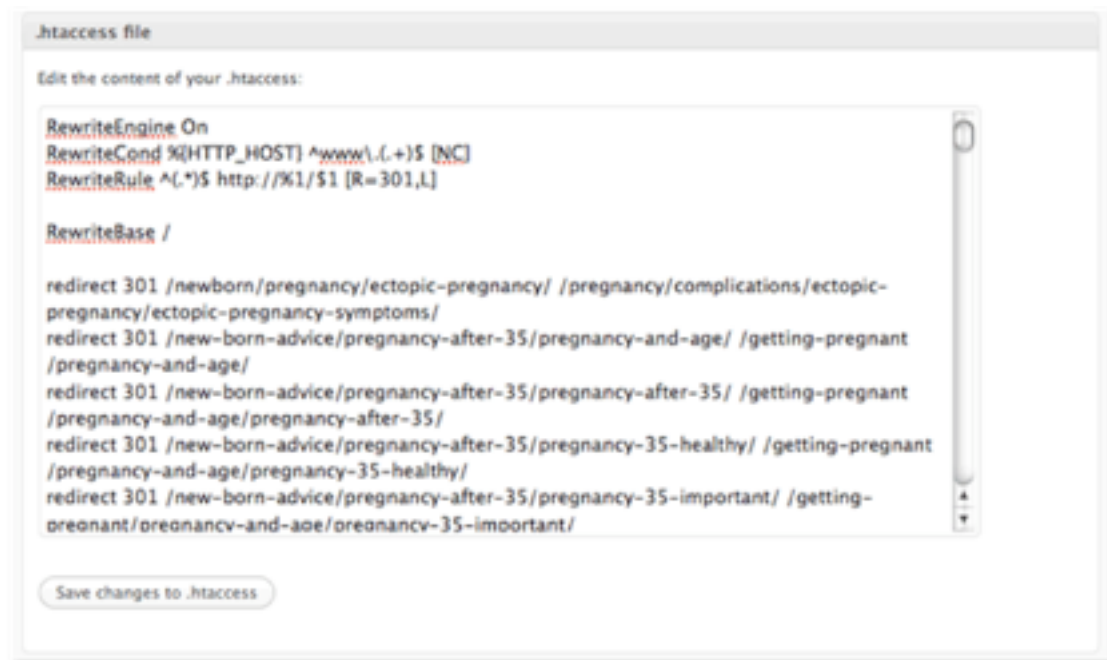 .htaccess file
Edit the content of your .htaccess:
RewriteEngine On
RewriteCond %{HTTP_HOST} ^www\.(.+)$ [NC]
RewriteRule ^(.*)$ http://%1/$1 [R=301,L]
RewriteBase /
redirect 301 /newborn/pregnancy/ectopic-pregnancy/ /pregnancy/complications/ectopic-
pregnancy/ectopic-pregnancy-symptoms/
redirect 301 /new-born-advice/pregnancy-after-35/pregnancy-and-age/ /getting-pregnant
/pregnancy-and-age/
redirect 301 /new-born-advice/pregnancy-after-35/pregnancy-after-35/ /getting-pregnant
/pregnancy-and-age/pregnancy-after-35/
redirect 301 /new-born-advice/pregnancy-after-35/pregnancy-35-healthy/ /getting-pregnant
/pregnancy-and-age/pregnancy-35-healthy/
redirect 301 /new-born-advice/pregnancy-after-35/pregnancy-35-important/ /getting-
pregnant/pregnancy-and-age/pregnancy-35-important/
Save changes to .htaccess